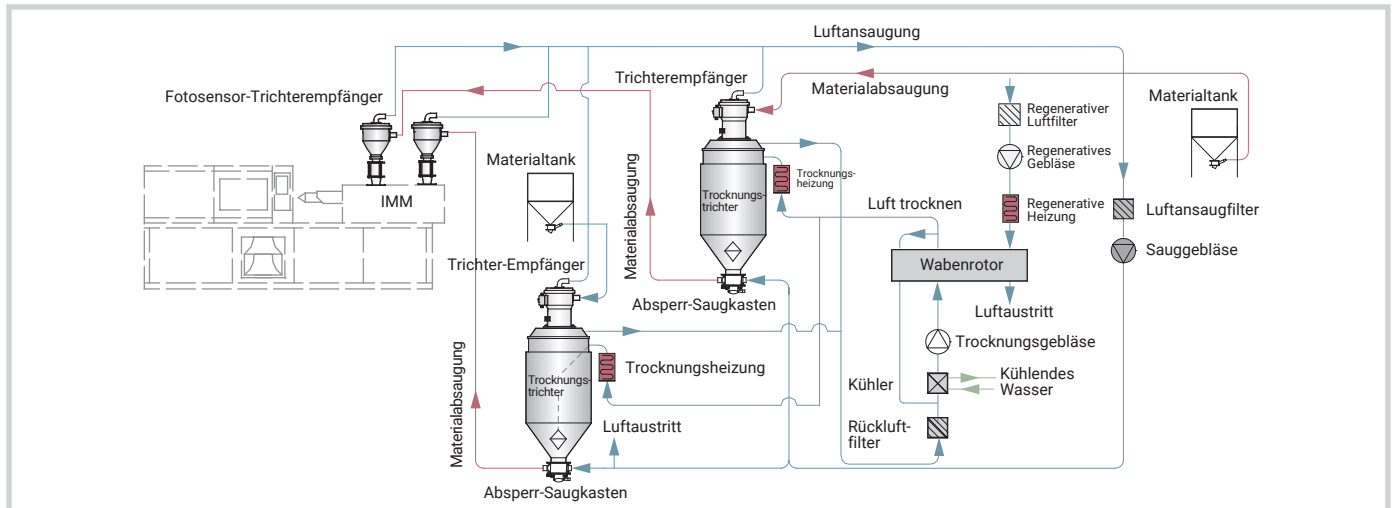 Luftansaugung
Trichterempfänger
Materialabsaugung
Fotosensor-Trichterempfänger
Regenerativer
Luftfilter
Materialtank
Materialtank
Regeneratives
Gebläse
Trocknungs-
heizung
IMM
Trocknungs-
trichter
Materialabsaugung
Luft trocknen
Regenerative
Heizung
Luftansaugfilter
Sauggebläse
Trichter-Empfänger
Wabenrotor
Absperr-Saugkasten
Luftaustritt
Trocknungsgebläse
Materialabsaugung
Trocknungsheizung
Trocknungs-
trichter
Kühler
Kühlendes
Wasser
Luftaustritt
Rückluft-
filter
Absperr-Saugkasten